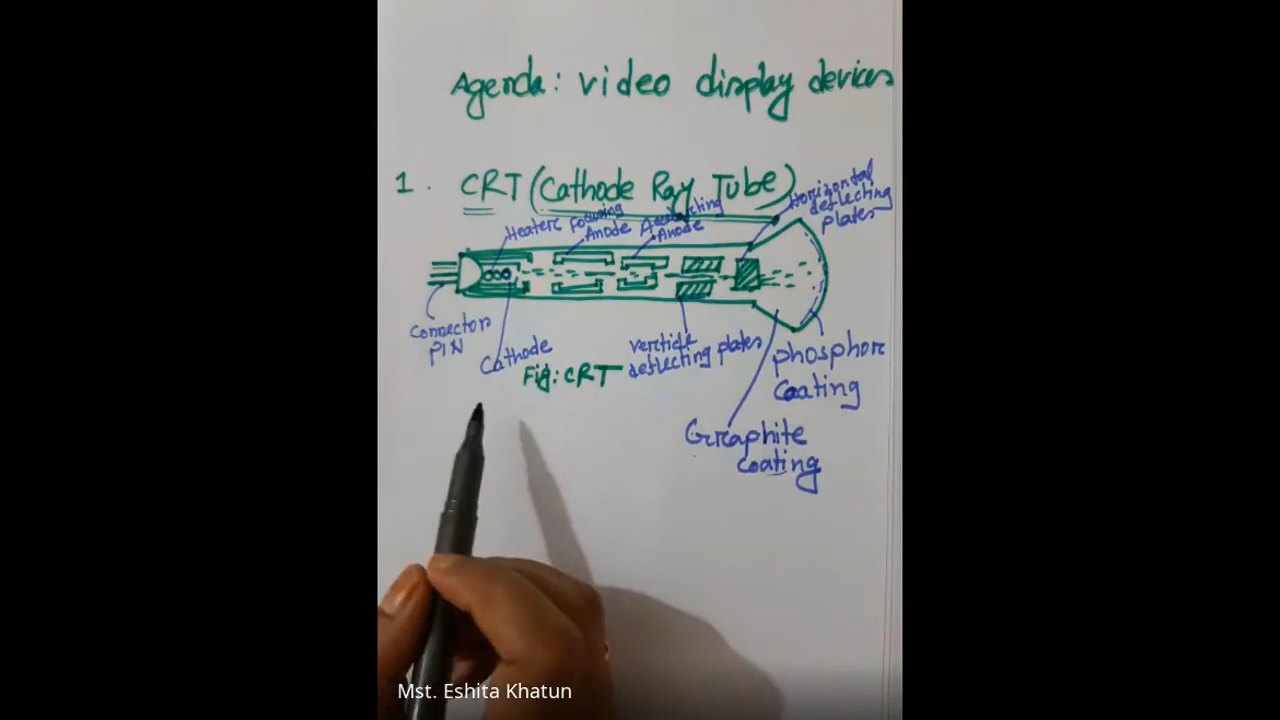 Agenda: video display devices
1. CRT (Cathode Ray Tube)
Horizontal
deflecting
plates
Heater
Focusing
Anode
Accelerating
Anode
Connector
PIN
Cathode
Fig: CRT
verticle
deflecting plates
phosphor
coating
Graphite
coating
Mst. Eshita Khatun